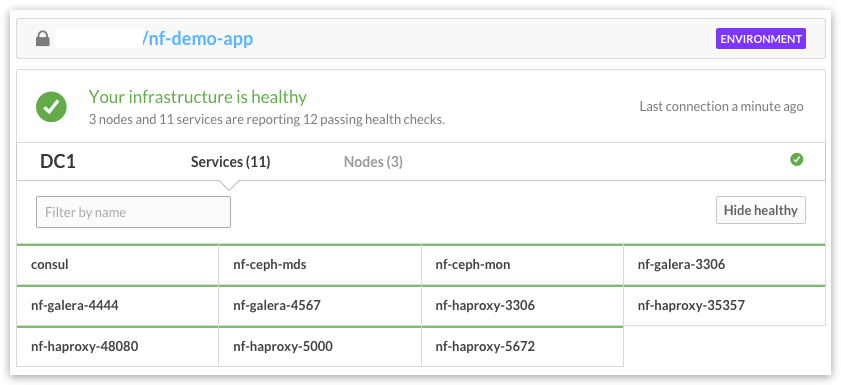 /nf-demo-app ENVIRONMENT
Your infrastructure is healthy
3 nodes and 11 services are reporting 12 passing health checks.
Last connection a minute ago
DC1 Services (11) Nodes (3)
Filter by name Hide healthy
consul nf-ceph-mds nf-ceph-mon nf-galera-3306
nf-galera-4444 nf-galera-4567 nf-haproxy-3306 nf-haproxy-35357
nf-haproxy-48080 nf-haproxy-5000 nf-haproxy-5672